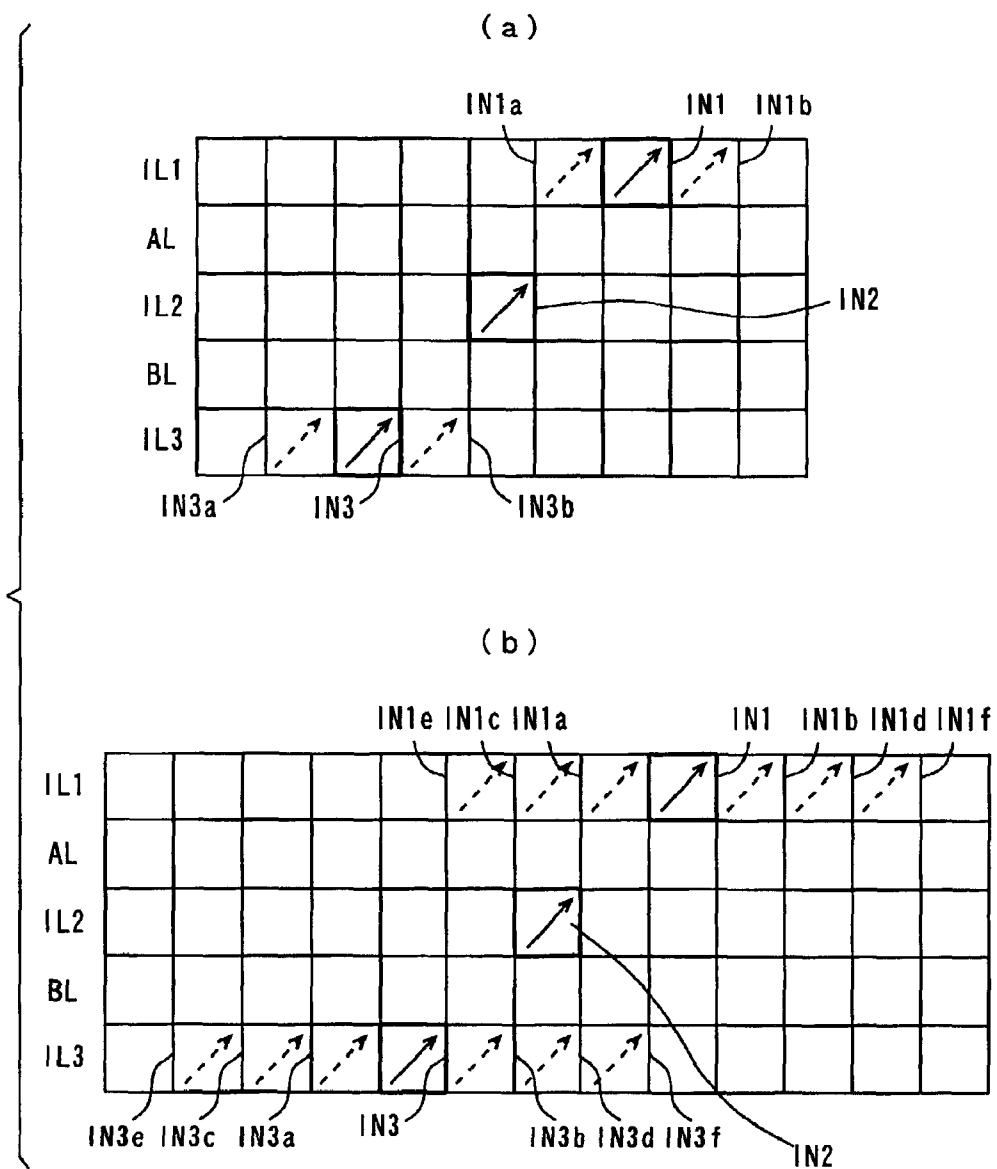 (a)
IN1a IN1 IN1b
IL1
AL
IL2
IN2
BL
IL3
IN3a IN3 IN3b
(b)
IN1e IN1c IN1a IN1 IN1b IN1d IN1f
IL1
AL
IL2
BL
IL3
IN3e IN3c IN3a IN3 IN3b IN3d IN3f
IN2